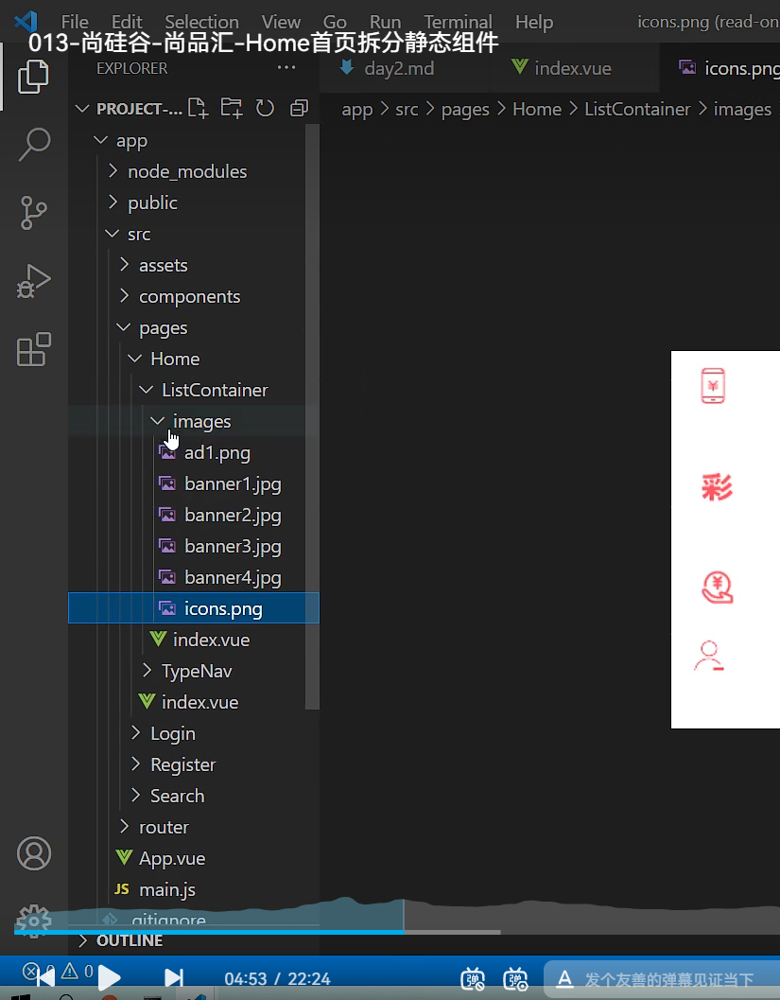 File Edit Selection View Go Run Terminal Help icons.png (read-on
013-尚硅谷-尚品汇-Home首页拆分静态组件
EXPLORER
day2.md
index.vue
icons.png
PROJECT-...
app > src > pages > Home > ListContainer > images
app
node_modules
public
src
assets
components
pages
Home
ListContainer
images
ad1.png
banner1.jpg
banner2.jpg
banner3.jpg
banner4.jpg
icons.png
index.vue
TypeNav
index.vue
Login
Register
Search
router
App.vue
JS main.js
.gitignore
OUTLINE
¥
彩
¥
0 0
04:53 / 22:24
弹 弹 A 发个友善的弹幕见证当下